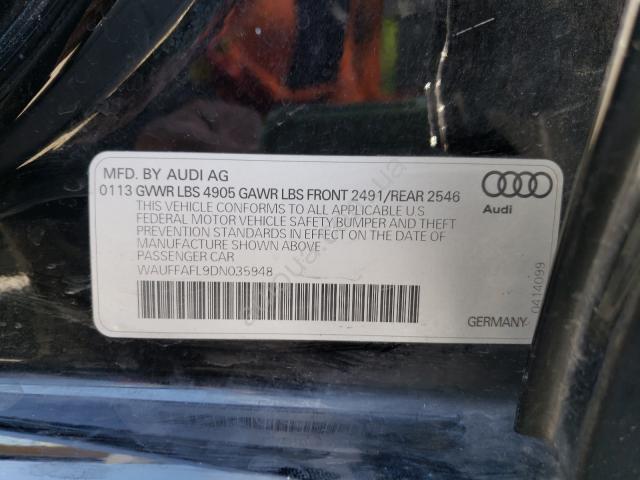 MFD. BY AUDI AG
0113 GWWR LBS 4905 GAWR LBS FRONT 2491/REAR 2546
THIS VEHICLE CONFORMS TO ALL APPLICABLE U.S
FEDERAL MOTOR VEHICLE SAFETY, BUMPER AND THEFT
PREVENTION STANDARDS IN EFFECT ON THE DATE OF
MANUFACTURE SHOWN ABOVE
PASSENGER CAR
WAUFFAFL9DN035948
Audi
0414099
GERMANY